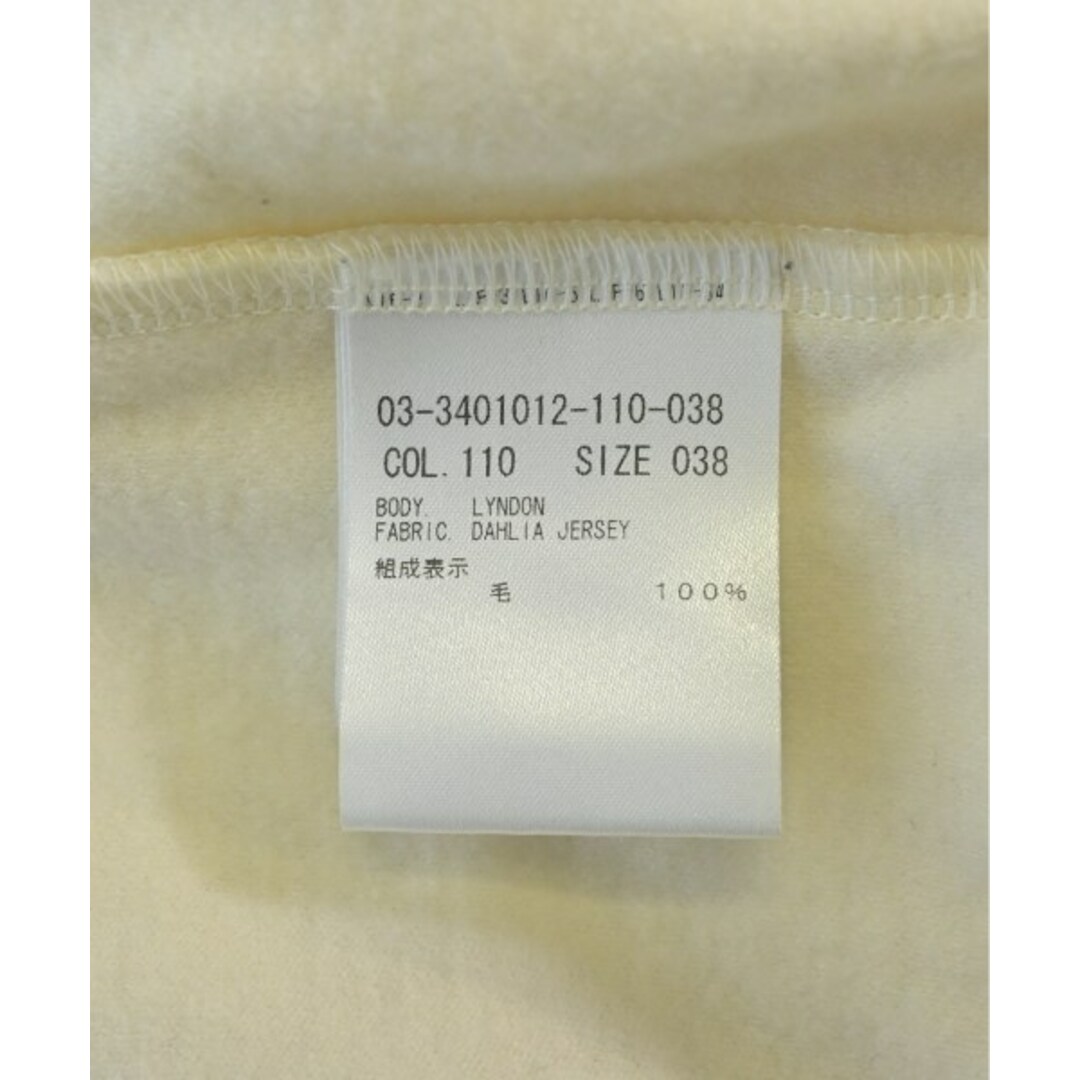 03-3401012-110-038
COL. 110 SIZE 038
BODY. LYNDON
FABRIC. DAHLIA JERSEY
組成表示
毛 100%